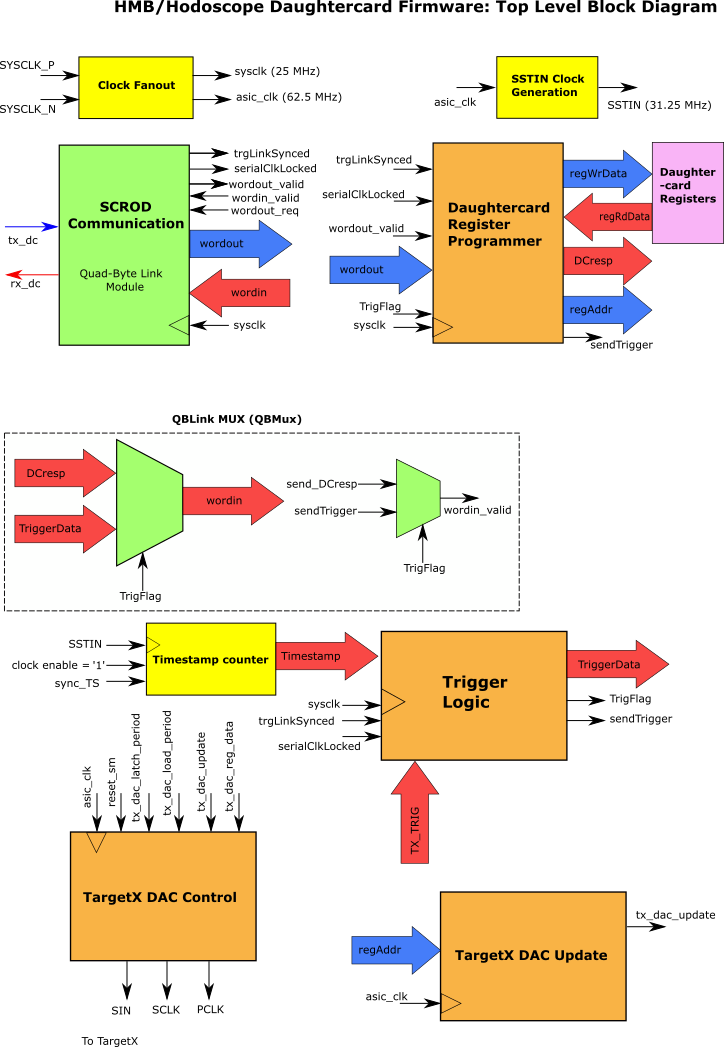 HMB/Hodoscope Daughtercard Firmware: Top Level Block Diagram
SYSCLK_P
SYSCLK_N
Clock Fanout
sysclk (25 MHz)
asic_clk (62.5 MHz)
asic_clk
SSTIN Clock
Generation
SSTIN (31.25 MHz)
tx_dc
rx_dc
SCROD
Communication
Quad-Byte Link
Module
trgLinkSynced
serialClkLocked
wordout_valid
wordin_valid
wordout_req
wordout
wordin
sysclk
trgLinkSynced
serialClkLocked
wordout_valid
wordout
TrigFlag
sysclk
Daughtercard
Register
Programmer
regWrData
regRdData
DCresp
regAddr
sendTrigger
Daughter
-card
Registers
QBLink MUX (QBMux)
DCresp
TriggerData
wordin
TrigFlag
send_DCresp
sendTrigger
wordin_valid
TrigFlag
SSTIN
clock enable = '1'
sync_TS
Timestamp counter
Timestamp
sysclk
trgLinkSynced
serialClkLocked
Trigger
Logic
TriggerData
TrigFlag
sendTrigger
TX_TRIG
asic_clk
reset_sm
tx_dac_latch_period
tx_dac_load_period
tx_dac_update
tx_dac_reg_data
TargetX DAC Control
SIN
SCLK
PCLK
To TargetX
regAddr
asic_clk
TargetX DAC Update
tx_dac_update